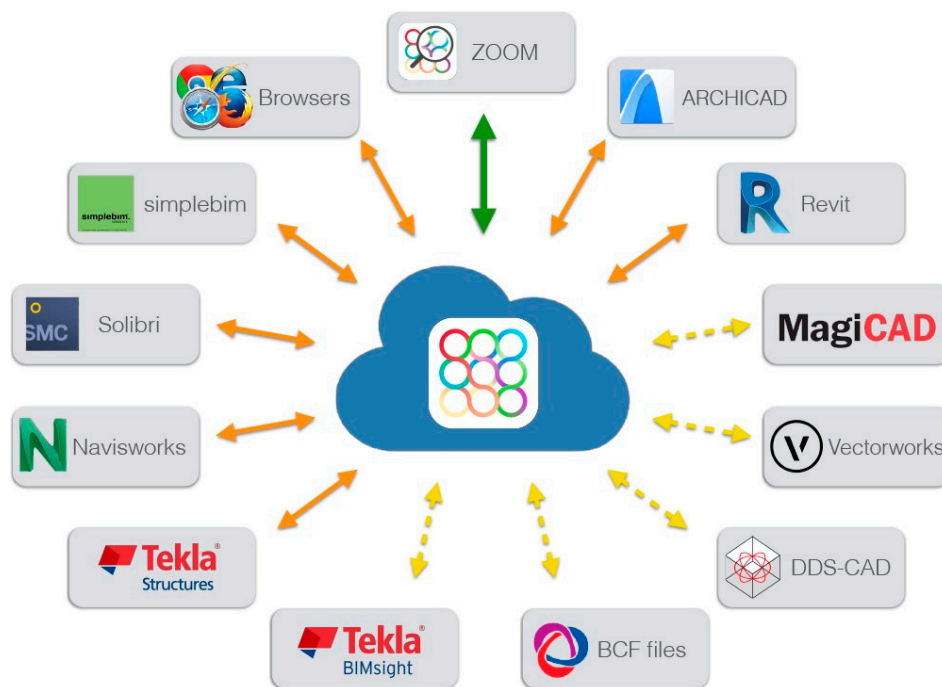 ZOOM
Browsers
ARCHICAD
simplebim.
simplebim
Revit
SMC
Solibri
MagiCAD
Navisworks
Vectorworks
Tekla®
Structures
DDS-CAD
Tekla®
BIMsight
BCF files